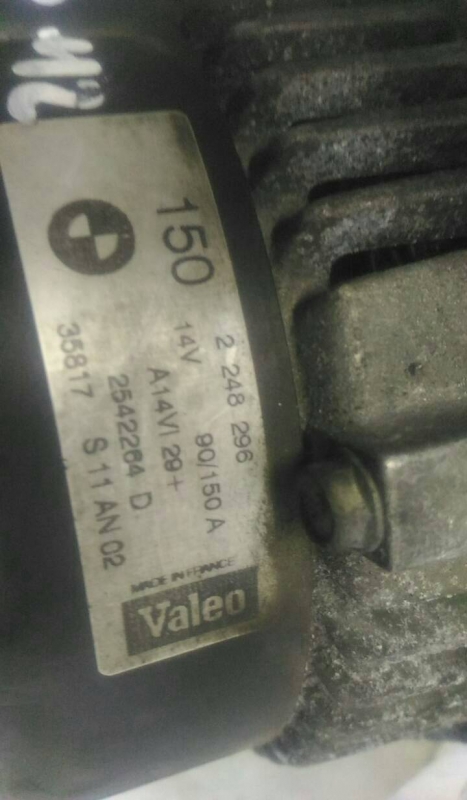 150
2 248 296
14V 90/150 A
A14VI 29+
2542264 D
35817 S 11 AN 02
MADE IN FRANCE
Valeo